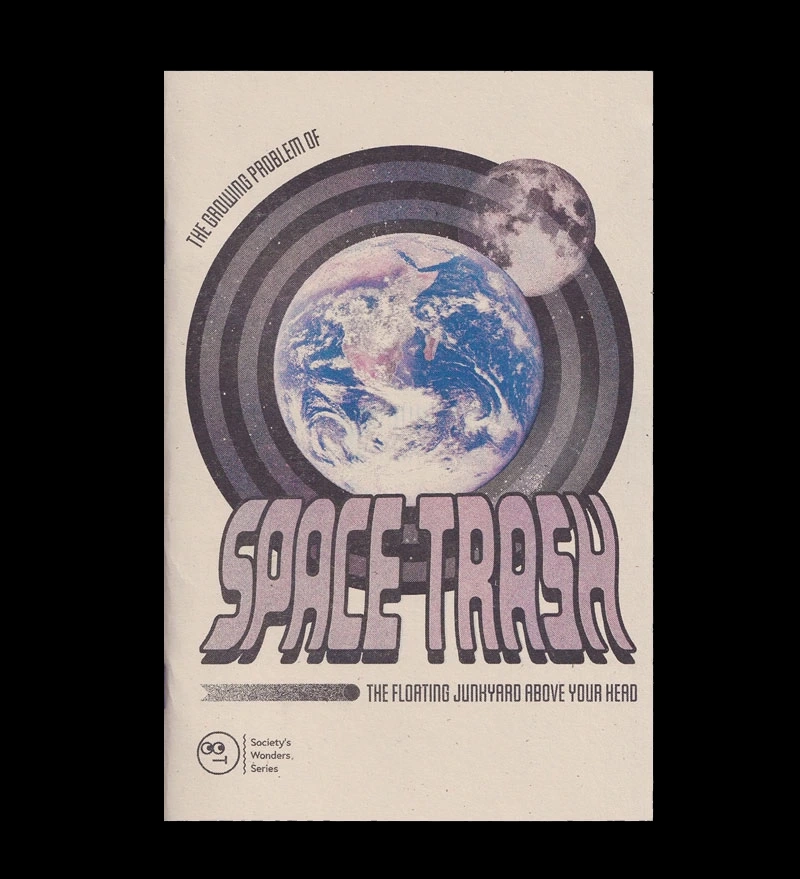 THE GROWING PROBLEM OF
SPACE TRASH
THE FLOATING JUNKYARD ABOVE YOUR HEAD
Society's
Wonders
Series